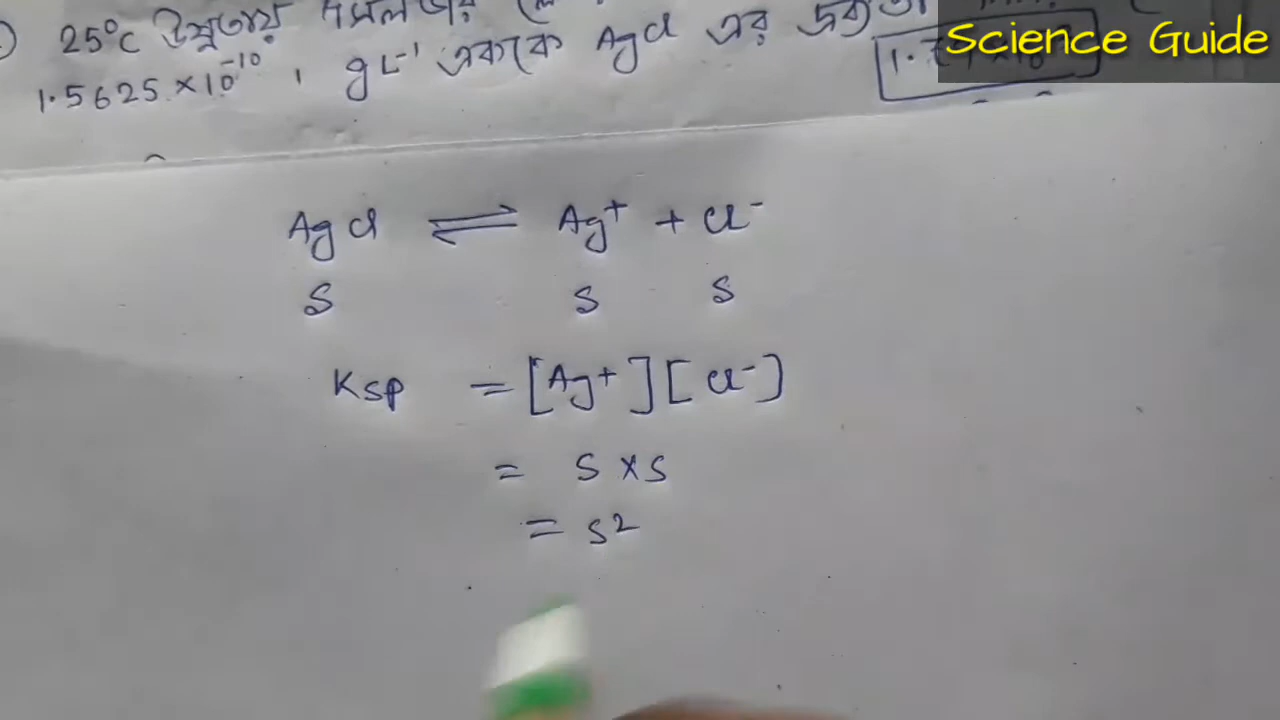 25°C উষ্ণতায়
Science Guide
1.5625 × 10⁻¹⁰, gL⁻¹ এককে AgCl এর দ্রাব্যতা
AgCl ⇌ Ag⁺ + Cl⁻
S S S
Ksp = [Ag⁺][Cl⁻]
= S × S
= S²